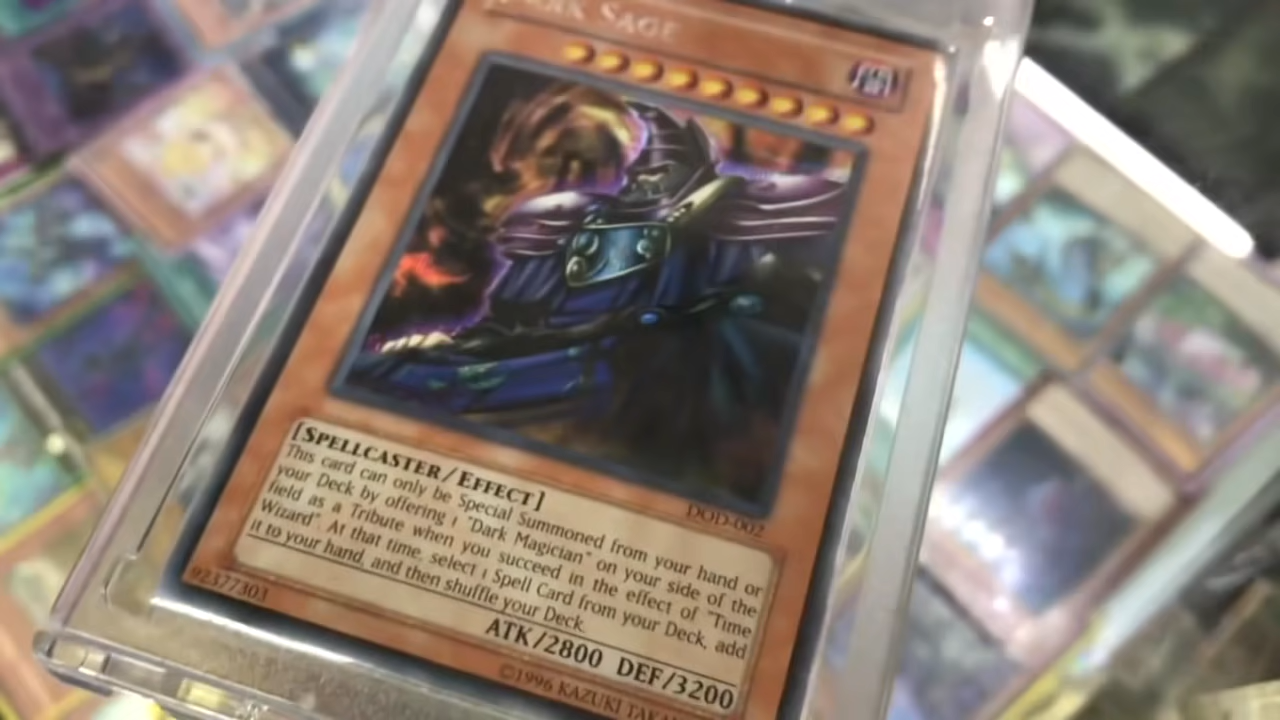 DARK SAGE
DOD-002
[SPELLCASTER/EFFECT]
This card can only be Special Summoned from your hand or
your Deck by offering 1 "Dark Magician" on your side of the
field as a Tribute when you succeed in the effect of "Time
Wizard". At that time, select 1 Spell Card from your Deck, add
it to your hand, and then shuffle your Deck.
ATK/2800 DEF/3200
©1996 KAZUKI